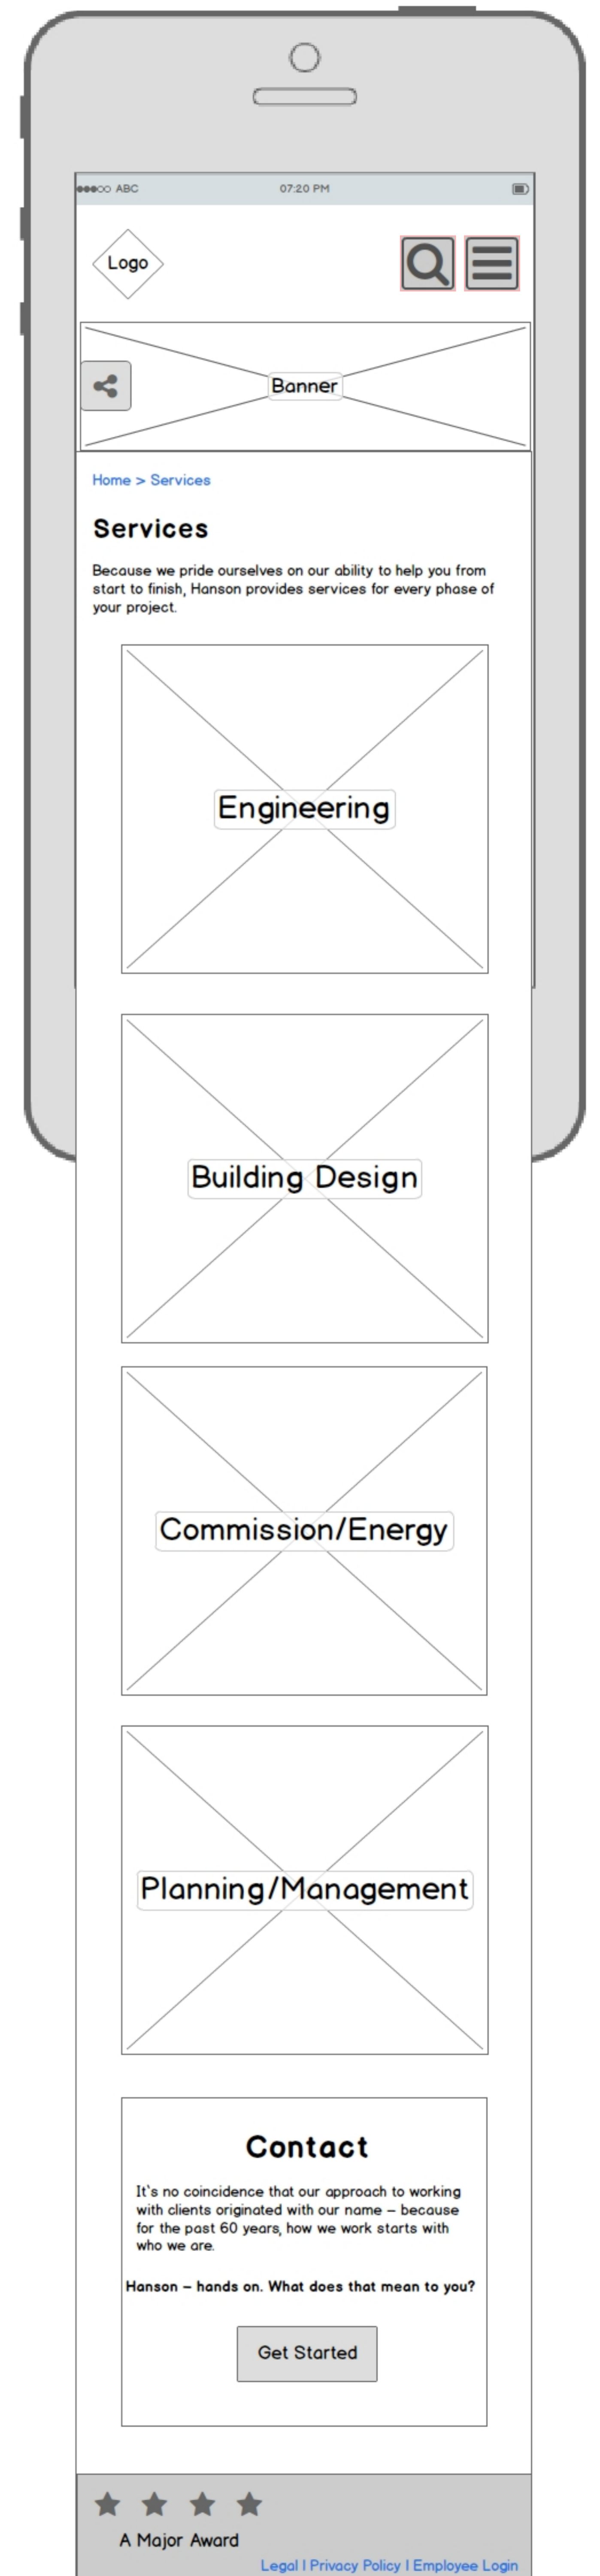 ABC 07:20 PM
Logo
Banner
Home > Services
Services
Because we pride ourselves on our ability to help you from
start to finish, Hanson provides services for every phase of
your project.
Engineering
Building Design
Commission/Energy
Planning/Management
Contact
It`s no coincidence that our approach to working
with clients originated with our name – because
for the past 60 years, how we work starts with
who we are.
Hanson – hands on. What does that mean to you?
Get Started
A Major Award
Legal | Privacy Policy | Employee Login